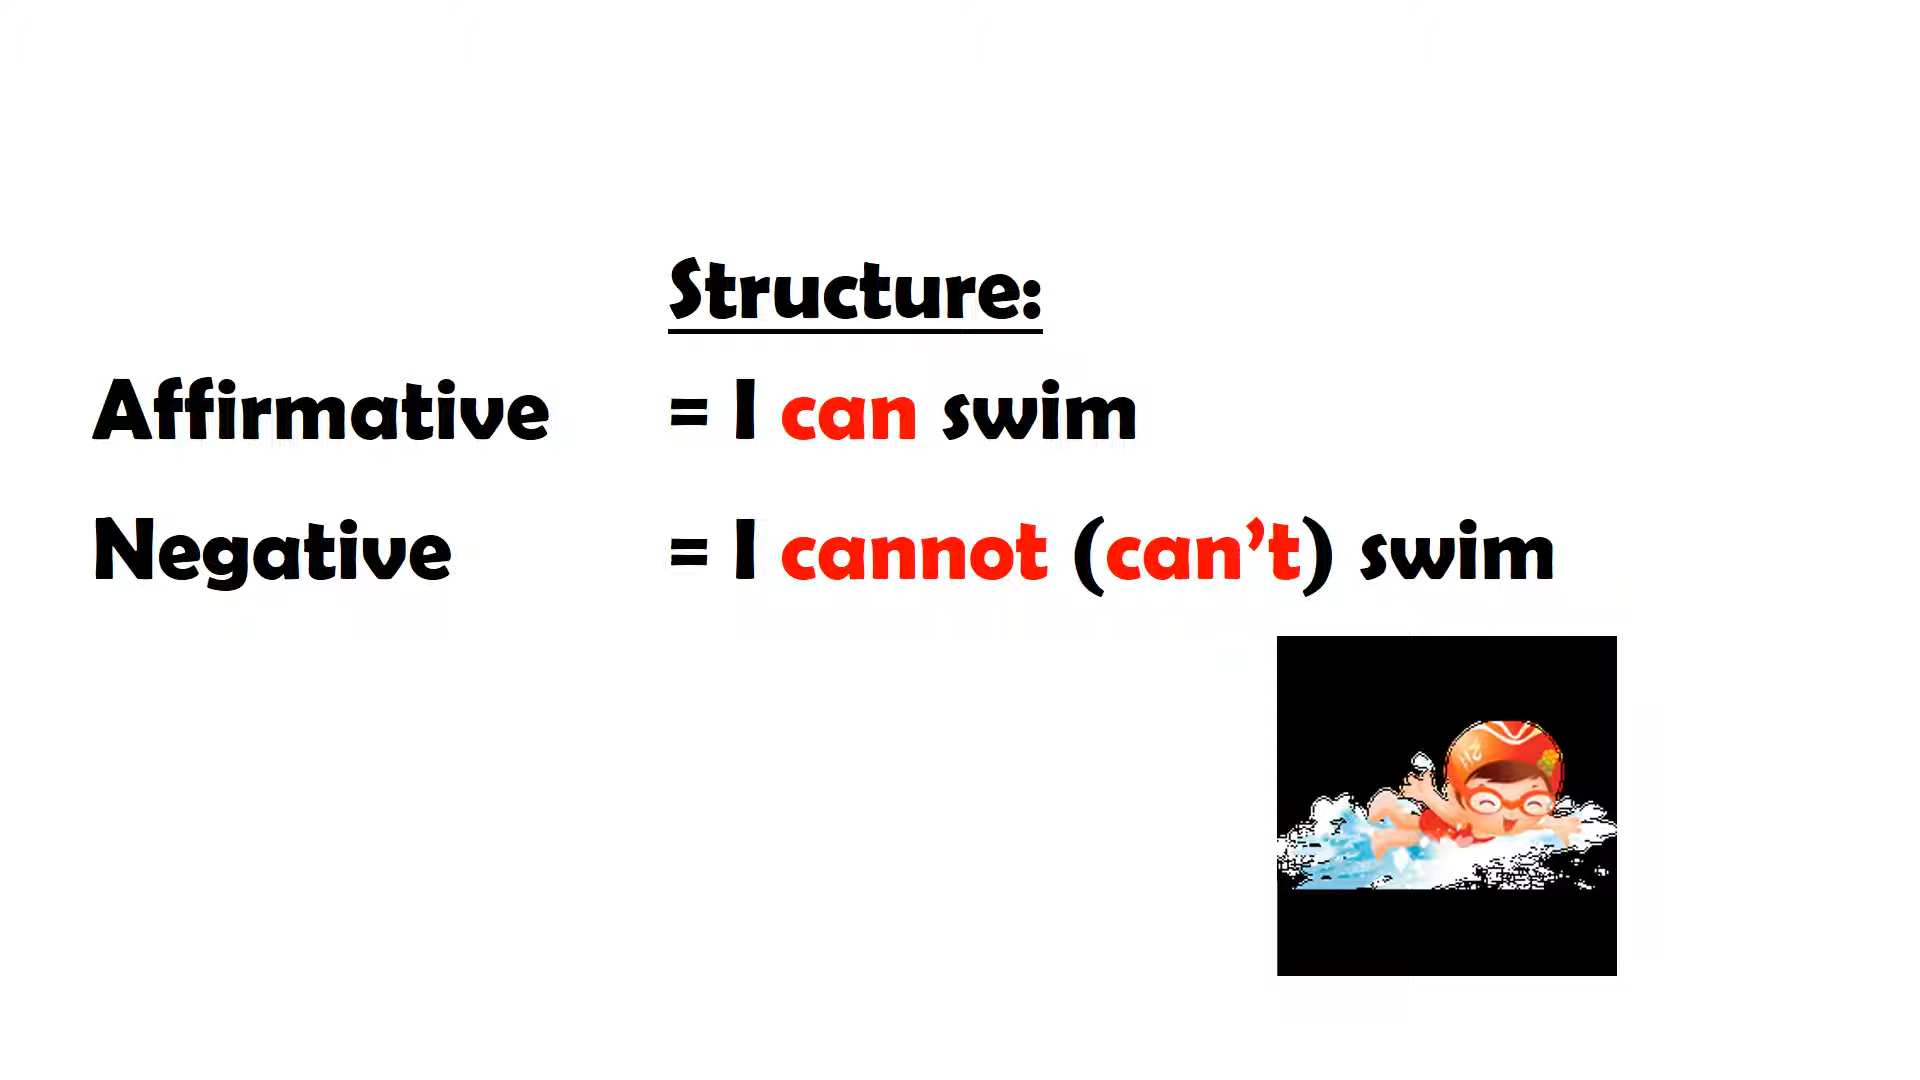 Structure:
Affirmative = I can swim
Negative = I cannot (can’t) swim